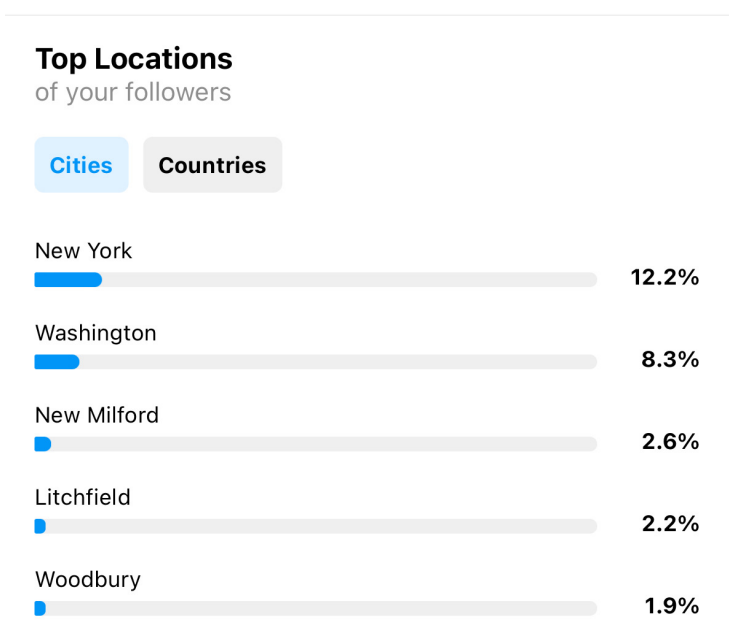 Top Locations
of your followers
Cities Countries
New York
12.2%
Washington
8.3%
New Milford
2.6%
Litchfield
2.2%
Woodbury
1.9%